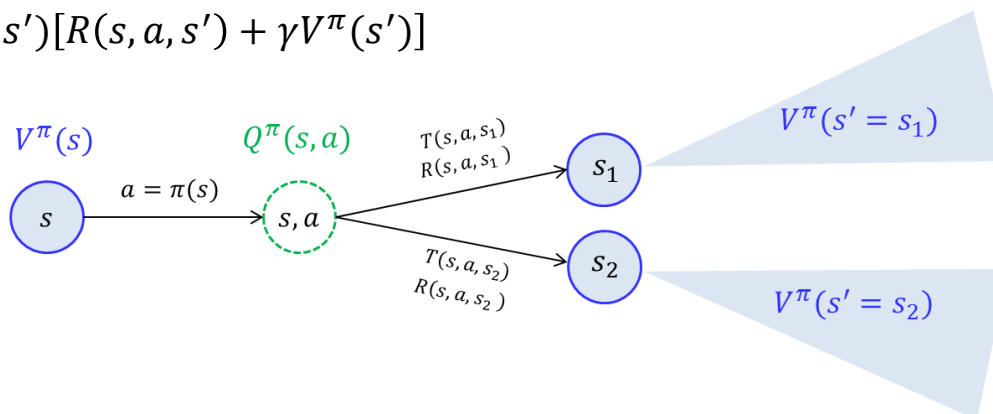 s′)[R(s, a, s′) + γV^π(s′)]
V^π(s)
a = π(s)
s
Q^π(s, a)
s, a
T(s, a, s₁)
R(s, a, s₁)
s₁
V^π(s′ = s₁)
T(s, a, s₂)
R(s, a, s₂)
s₂
V^π(s′ = s₂)